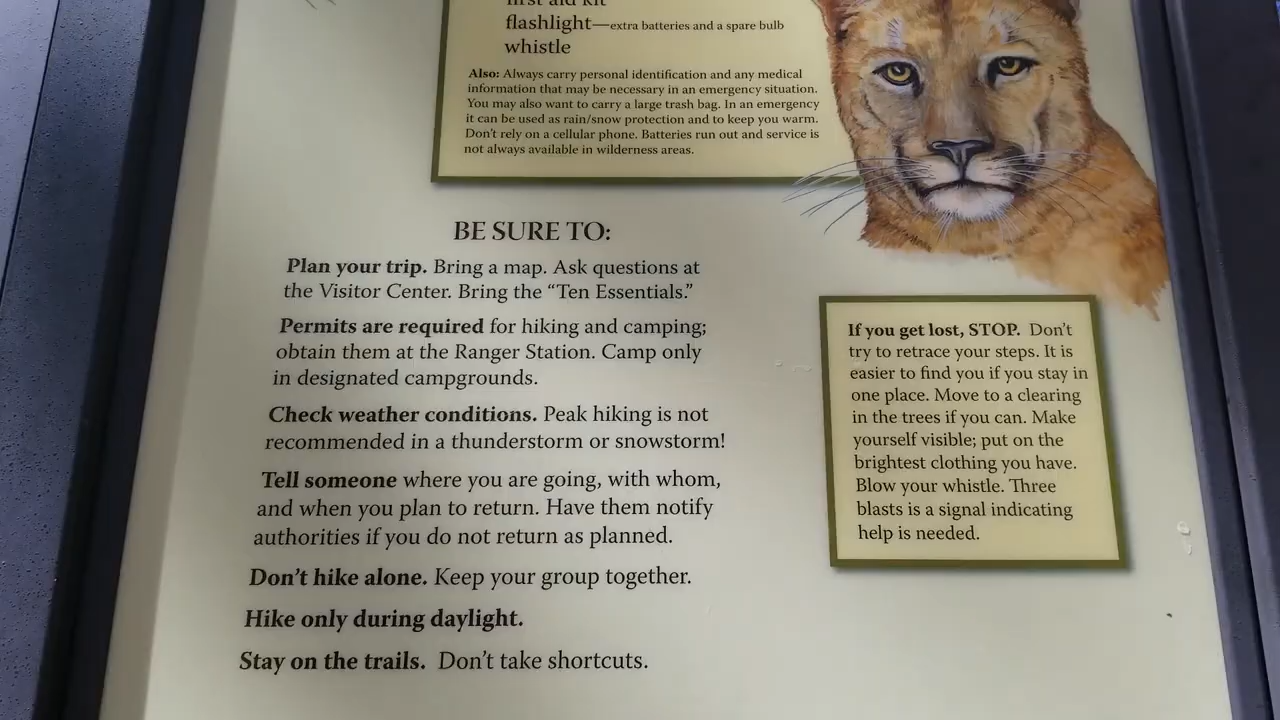 first aid kit
flashlight—extra batteries and a spare bulb
whistle
Also: Always carry personal identification and any medical
information that may be necessary in an emergency situation.
You may also want to carry a large trash bag. In an emergency
it can be used as rain/snow protection and to keep you warm.
Don't rely on a cellular phone. Batteries run out and service is
not always available in wilderness areas.
BE SURE TO:
Plan your trip. Bring a map. Ask questions at
the Visitor Center. Bring the “Ten Essentials.”
Permits are required for hiking and camping;
obtain them at the Ranger Station. Camp only
in designated campgrounds.
Check weather conditions. Peak hiking is not
recommended in a thunderstorm or snowstorm!
Tell someone where you are going, with whom,
and when you plan to return. Have them notify
authorities if you do not return as planned.
Don't hike alone. Keep your group together.
Hike only during daylight.
Stay on the trails. Don't take shortcuts.
If you get lost, STOP. Don't
try to retrace your steps. It is
easier to find you if you stay in
one place. Move to a clearing
in the trees if you can. Make
yourself visible; put on the
brightest clothing you have.
Blow your whistle. Three
blasts is a signal indicating
help is needed.